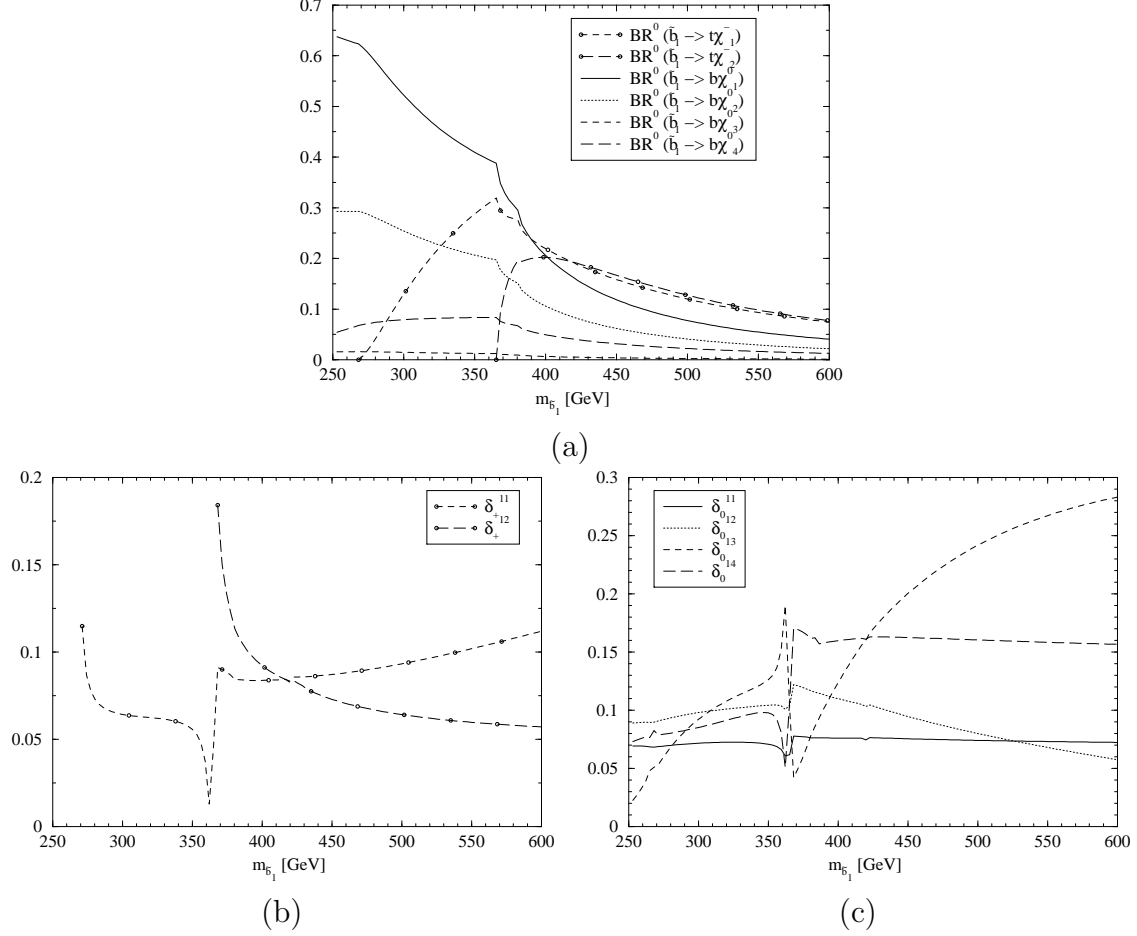 0.7
0.6
0.5
0.4
0.3
0.2
0.1
0
BR⁰ (b̃₁ –> tχ⁻₁)
BR⁰ (b̃₁ –> tχ⁻₂)
BR⁰ (b̃₁ –> bχ⁰₁)
BR⁰ (b̃₁ –> bχ⁰₂)
BR⁰ (b̃₁ –> bχ⁰₃)
BR⁰ (b̃₁ –> bχ⁰₄)
250 300 350 400 450 500 550 600
m_b̃₁ [GeV]
(a)
0.2
0.15
0.1
0.05
0
δ₊¹¹
δ₊¹²
250 300 350 400 450 500 550 600
m_b̃₁ [GeV]
(b)
0.3
0.25
0.2
0.15
0.1
0.05
0
δ₀¹¹
δ₀¹²
δ₀¹³
δ₀¹⁴
250 300 350 400 450 500 550 600
m_b̃₁ [GeV]
(c)